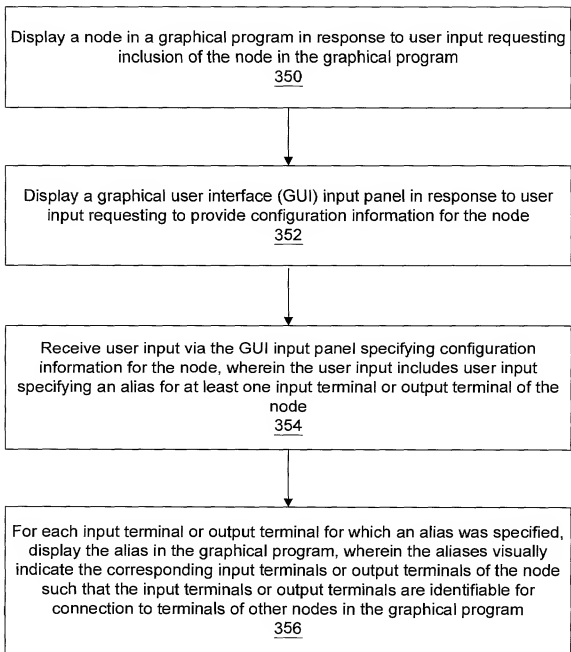 Display a node in a graphical program in response to user input requesting
inclusion of the node in the graphical program
350
Display a graphical user interface (GUI) input panel in response to user
input requesting to provide configuration information for the node
352
Receive user input via the GUI input panel specifying configuration
information for the node, wherein the user input includes user input
specifying an alias for at least one input terminal or output terminal of the
node
354
For each input terminal or output terminal for which an alias was specified,
display the alias in the graphical program, wherein the aliases visually
indicate the corresponding input terminals or output terminals of the node
such that the input terminals or output terminals are identifiable for
connection to terminals of other nodes in the graphical program
356